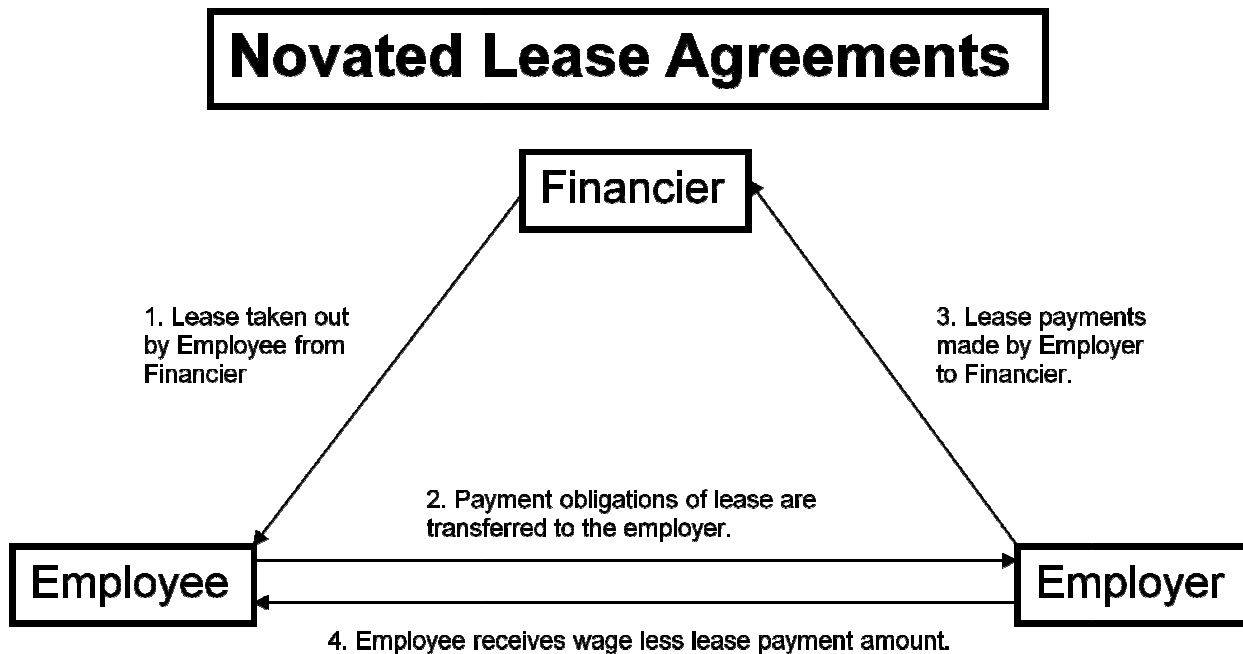 Novated Lease Agreements
Financier
1. Lease taken out
by Employee from
Financier
3. Lease payments
made by Employer
to Financier.
2. Payment obligations of lease are
transferred to the employer.
Employee
Employer
4. Employee receives wage less lease payment amount.